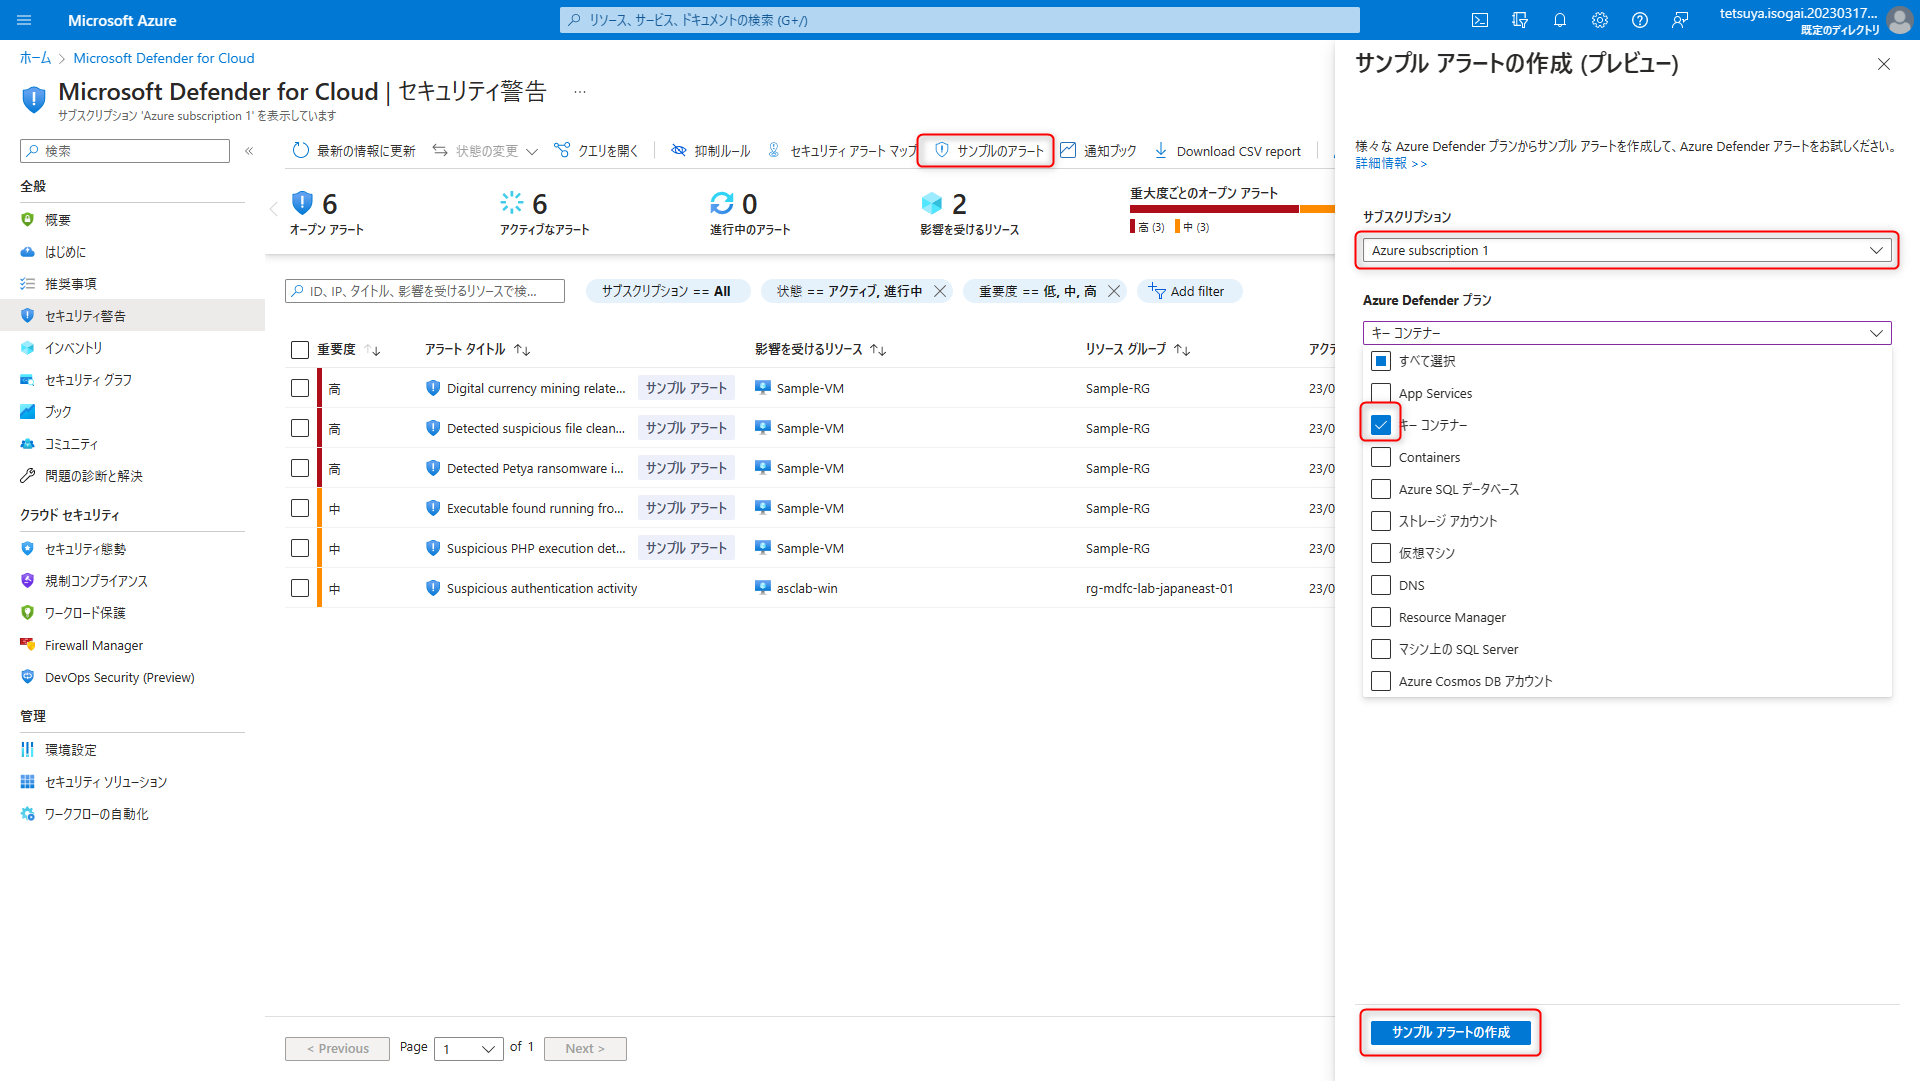 Microsoft Azure
リソース、サービス、ドキュメントの検索 (G+/)
tetsuya.isogai.20230317...
既定のディレクトリ
ホーム > Microsoft Defender for Cloud
Microsoft Defender for Cloud | セキュリティ警告 ...
サブスクリプション 'Azure subscription 1' を表示しています
検索 «
全般
概要
はじめに
推奨事項
セキュリティ警告
インベントリ
セキュリティ グラフ
ブック
コミュニティ
問題の診断と解決
クラウド セキュリティ
セキュリティ態勢
規制コンプライアンス
ワークロード保護
Firewall Manager
DevOps Security (Preview)
管理
環境設定
セキュリティ ソリューション
ワークフローの自動化
最新の情報に更新 状態の変更 クエリを開く 抑制ルール セキュリティ アラート マップ サンプルのアラート 通知ブック Download CSV report
6 6 0 2
オープン アラート アクティブなアラート 進行中のアラート 影響を受けるリソース
重大度ごとのオープン アラート
高 (3) 中 (3)
ID、IP、タイトル、影響を受けるリソースで検... サブスクリプション == All 状態 == アクティブ, 進行中 重要度 == 低, 中, 高 Add filter
重要度 ↑↓ アラート タイトル ↑↓ 影響を受けるリソース ↑↓ リソース グループ ↑↓ アクテ
高 Digital currency mining relate... サンプル アラート Sample-VM Sample-RG 23/0
高 Detected suspicious file clean... サンプル アラート Sample-VM Sample-RG 23/0
高 Detected Petya ransomware i... サンプル アラート Sample-VM Sample-RG 23/0
中 Executable found running fro... サンプル アラート Sample-VM Sample-RG 23/0
中 Suspicious PHP execution det... サンプル アラート Sample-VM Sample-RG 23/0
中 Suspicious authentication activity asclab-win rg-mdfc-lab-japaneast-01 23/0
< Previous Page 1 of 1 Next >
サンプル アラートの作成 (プレビュー)
様々な Azure Defender プランからサンプル アラートを作成して、Azure Defender アラートをお試しください。
詳細情報 >>
サブスクリプション
Azure subscription 1
Azure Defender プラン
キー コンテナー
すべて選択
App Services
キー コンテナー
Containers
Azure SQL データベース
ストレージ アカウント
仮想マシン
DNS
Resource Manager
マシン上の SQL Server
Azure Cosmos DB アカウント
サンプル アラートの作成